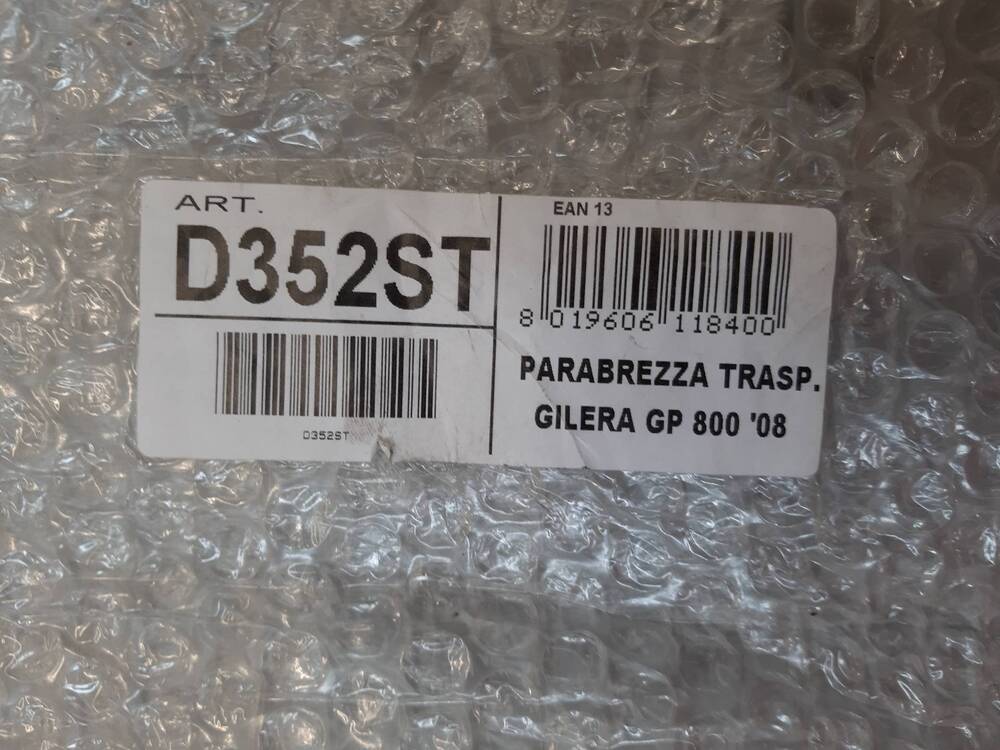 ART.
D352ST
D352ST
EAN 13
8 019606 118400
PARABREZZA TRASP.
GILERA GP 800 '08